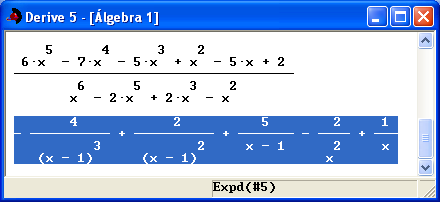 Derive 5 - [Álgebra 1]
6·x^5 - 7·x^4 - 5·x^3 + x^2 - 5·x + 2
x^6 - 2·x^5 + 2·x^3 - x^2
- 4/(x - 1)^3 + 2/(x - 1)^2 + 5/(x - 1) - 2/x^2 + 1/x
Expd(#5)